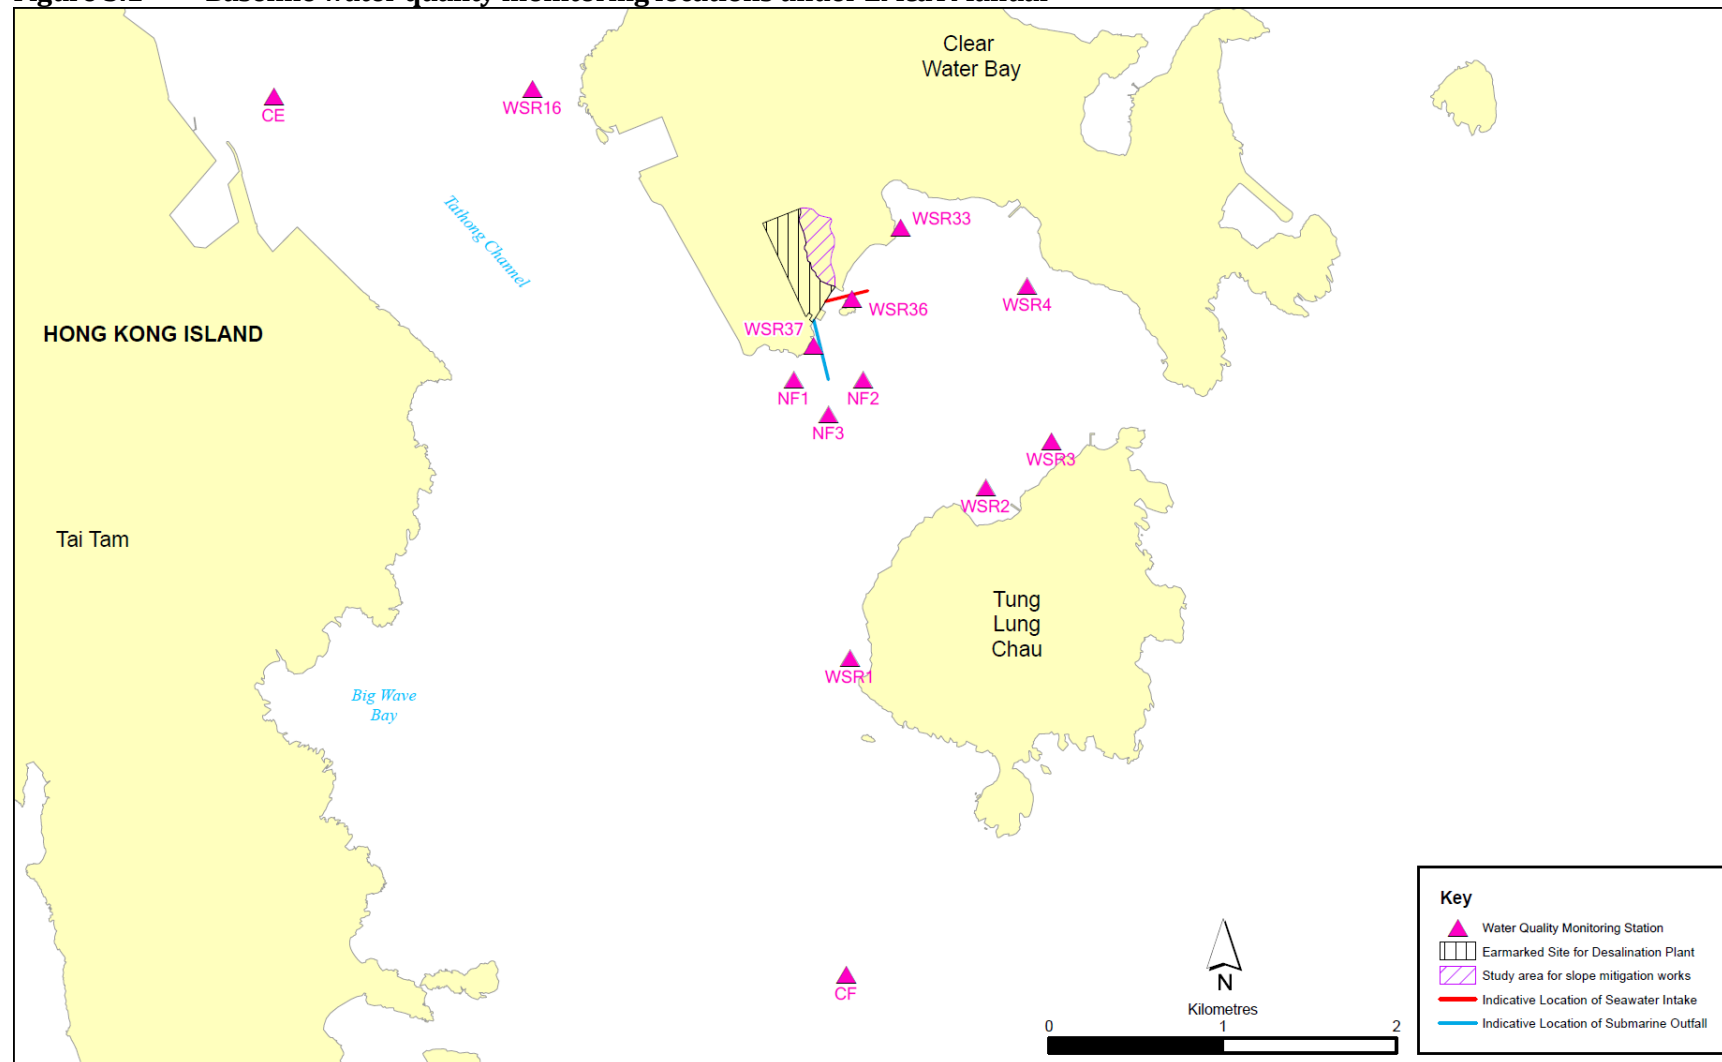 Clear
Water Bay
CE
WSR16
Tathong Channel
WSR33
WSR4
WSR36
HONG KONG ISLAND
WSR37
NF1
NF2
NF3
WSR3
WSR2
Tai Tam
Tung
Lung
Chau
WSR1
Big Wave
Bay
CF
N
Kilometres
0 1 2
Key
Water Quality Monitoring Station
Earmarked Site for Desalination Plant
Study area for slope mitigation works
Indicative Location of Seawater Intake
Indicative Location of Submarine Outfall